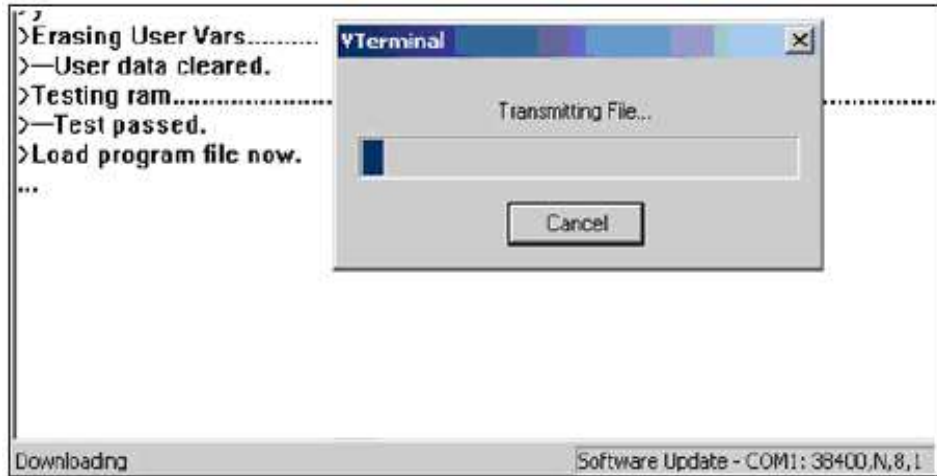 >Erasing User Vars..........
>—User data cleared.
>Testing ram......................
>—Test passed.
>Load program file now.
...
VTerminal
Transmitting File...
Cancel
Downloading
Software Update - COM1: 38400,N,8,1